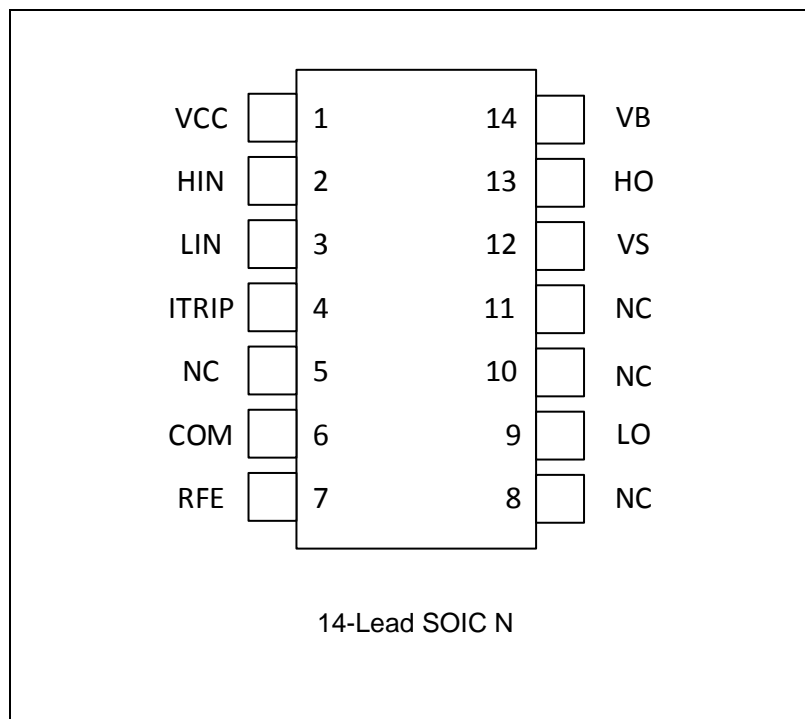 VCC 1 14 VB
HIN 2 13 HO
LIN 3 12 VS
ITRIP 4 11 NC
NC 5 10 NC
COM 6 9 LO
RFE 7 8 NC
14-Lead SOIC N